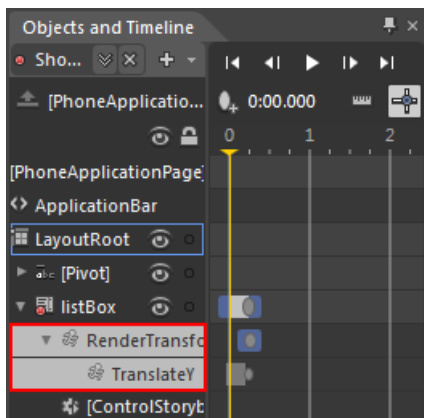 Objects and Timeline
Sho...
[PhoneApplicatio... 0:00.000
0 1 2
[PhoneApplicationPage]
ApplicationBar
LayoutRoot
abc [Pivot]
listBox
RenderTransfo
TranslateY
[ControlStoryb